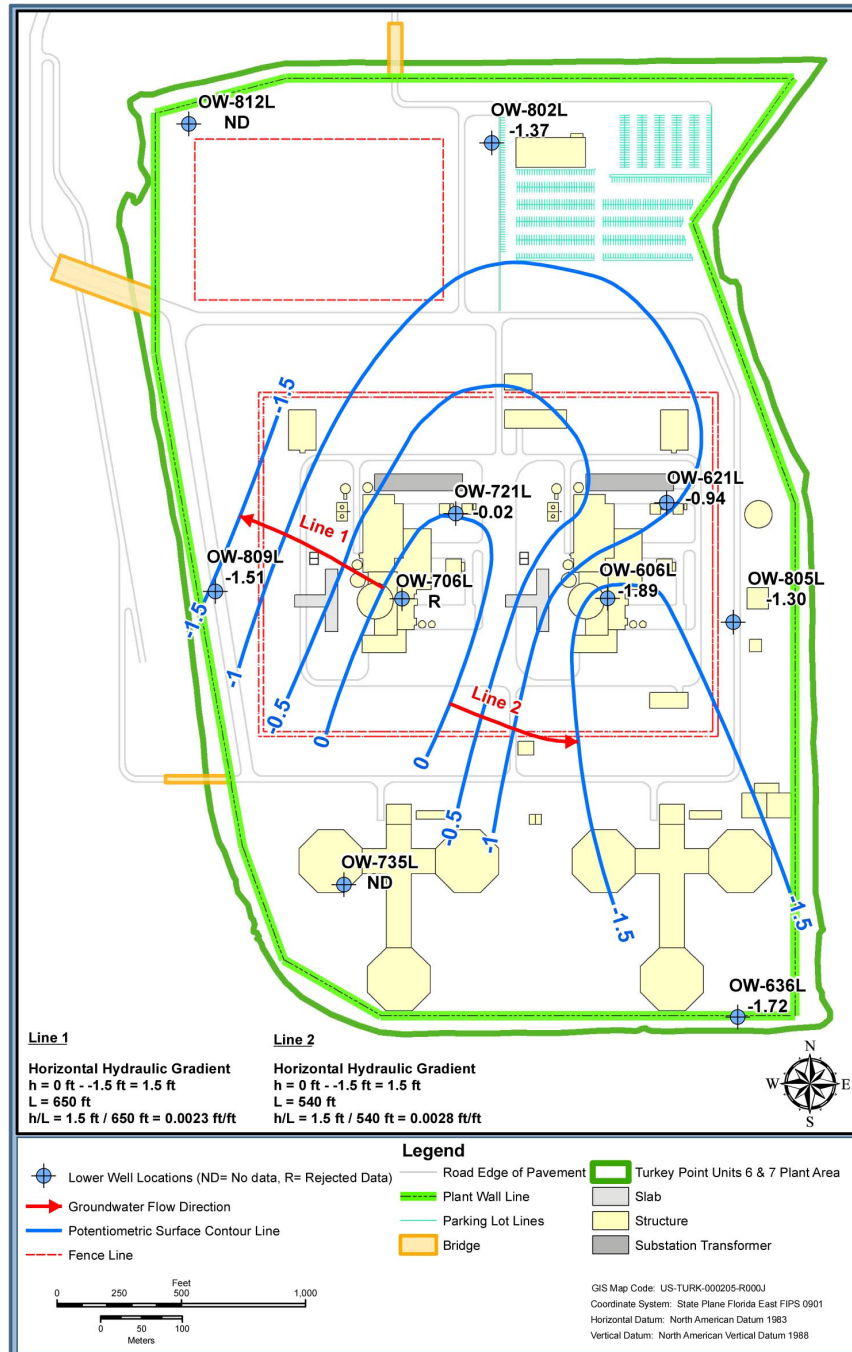 OW-812L
ND
OW-802L
-1.37
-1.5
OW-721L
-0.02
OW-621L
-0.94
Line 1
OW-809L
-1.51
OW-706L
R
OW-606L
-1.89
OW-805L
-1.30
-1.5
-1
-0.5
0
Line 2
0
-0.5
-1
-1.5
-1.5
OW-735L
ND
OW-636L
-1.72
Line 1
Horizontal Hydraulic Gradient
h = 0 ft - -1.5 ft = 1.5 ft
L = 650 ft
h/L = 1.5 ft / 650 ft = 0.0023 ft/ft
Line 2
Horizontal Hydraulic Gradient
h = 0 ft - -1.5 ft = 1.5 ft
L = 540 ft
h/L = 1.5 ft / 540 ft = 0.0028 ft/ft
N
W E
S
Legend
Lower Well Locations (ND= No data, R= Rejected Data)
Groundwater Flow Direction
Potentiometric Surface Contour Line
Fence Line
Road Edge of Pavement
Plant Wall Line
Parking Lot Lines
Bridge
Turkey Point Units 6 & 7 Plant Area
Slab
Structure
Substation Transformer
Feet
0 250 500 1,000
0 50 100
Meters
GIS Map Code: US-TURK-000205-R000J
Coordinate System: State Plane Florida East FIPS 0901
Horizontal Datum: North American Datum 1983
Vertical Datum: North American Vertical Datum 1988